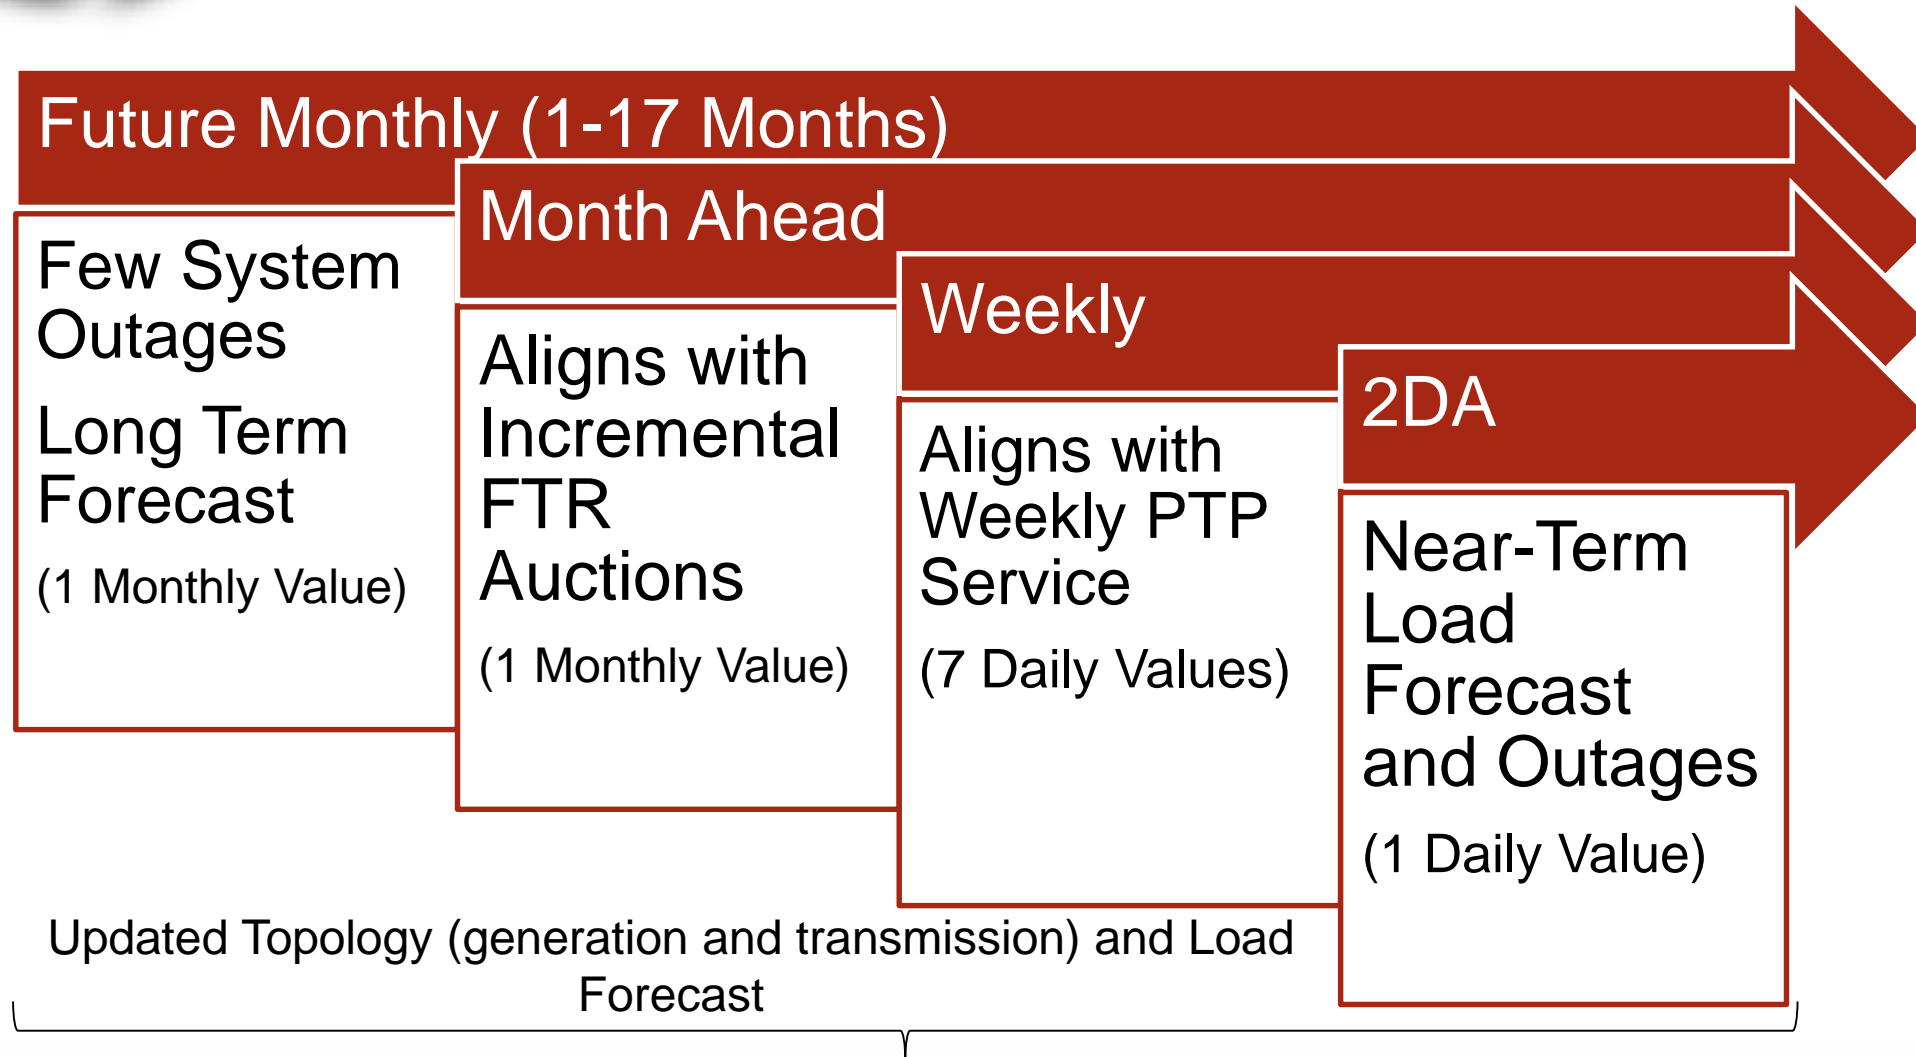 Future Monthly (1-17 Months)
Few System
Outages
Long Term
Forecast
(1 Monthly Value)
Month Ahead
Aligns with
Incremental
FTR
Auctions
(1 Monthly Value)
Weekly
Aligns with
Weekly PTP
Service
(7 Daily Values)
2DA
Near-Term
Load
Forecast
and Outages
(1 Daily Value)
Updated Topology (generation and transmission) and Load
Forecast